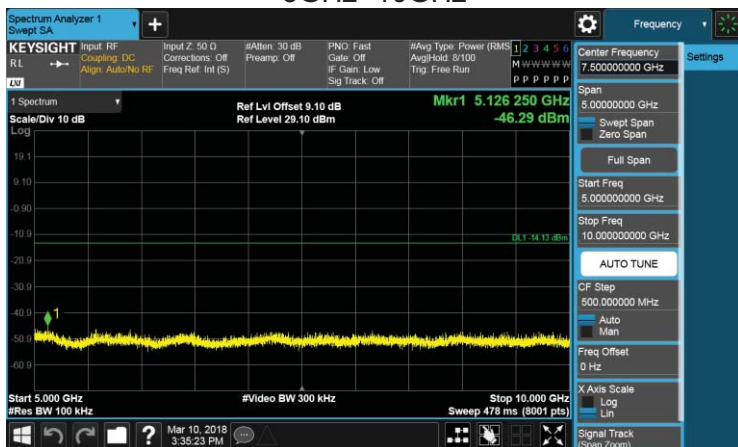 Spectrum Analyzer 1
Swept SA
+
Frequency
KEYSIGHT
RL
LXI
Input: RF
Coupling: DC
Align: Auto/No RF
Input Z: 50 Ω
Corrections: Off
Freq Ref: Int (S)
#Atten: 30 dB
Preamp: Off
PNO: Fast
Gate: Off
IF Gain: Low
Sig Track: Off
#Avg Type: Power (RMS
Avg|Hold: 8/100
Trig: Free Run
1 2 3 4 5 6
M W W W W W
P P P P P P
1 Spectrum
Scale/Div 10 dB
Log
Ref Lvl Offset 9.10 dB
Ref Level 29.10 dBm
Mkr1 5.126 250 GHz
-46.29 dBm
19.1
9.10
-0.90
-10.9
DL1 -14.13 dBm
-20.9
-30.9
-40.9
1
-50.9
-60.9
Start 5.000 GHz
#Res BW 100 kHz
#Video BW 300 kHz
Stop 10.000 GHz
Sweep 478 ms (8001 pts)
?
Mar 10, 2018
3:35:23 PM
Center Frequency
7.500000000 GHz
Settings
Span
5.00000000 GHz
Swept Span
Zero Span
Full Span
Start Freq
5.000000000 GHz
Stop Freq
10.000000000 GHz
AUTO TUNE
CF Step
500.000000 MHz
Auto
Man
Freq Offset
0 Hz
X Axis Scale
Log
Lin
Signal Track
(Span Zoom)